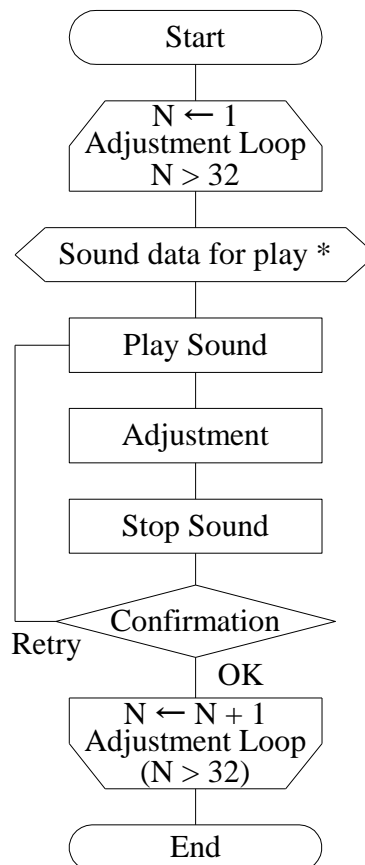 Start
N ← 1
Adjustment Loop
N > 32
Sound data for play *
Play Sound
Adjustment
Stop Sound
Confirmation
Retry
OK
N ← N + 1
Adjustment Loop
(N > 32)
End